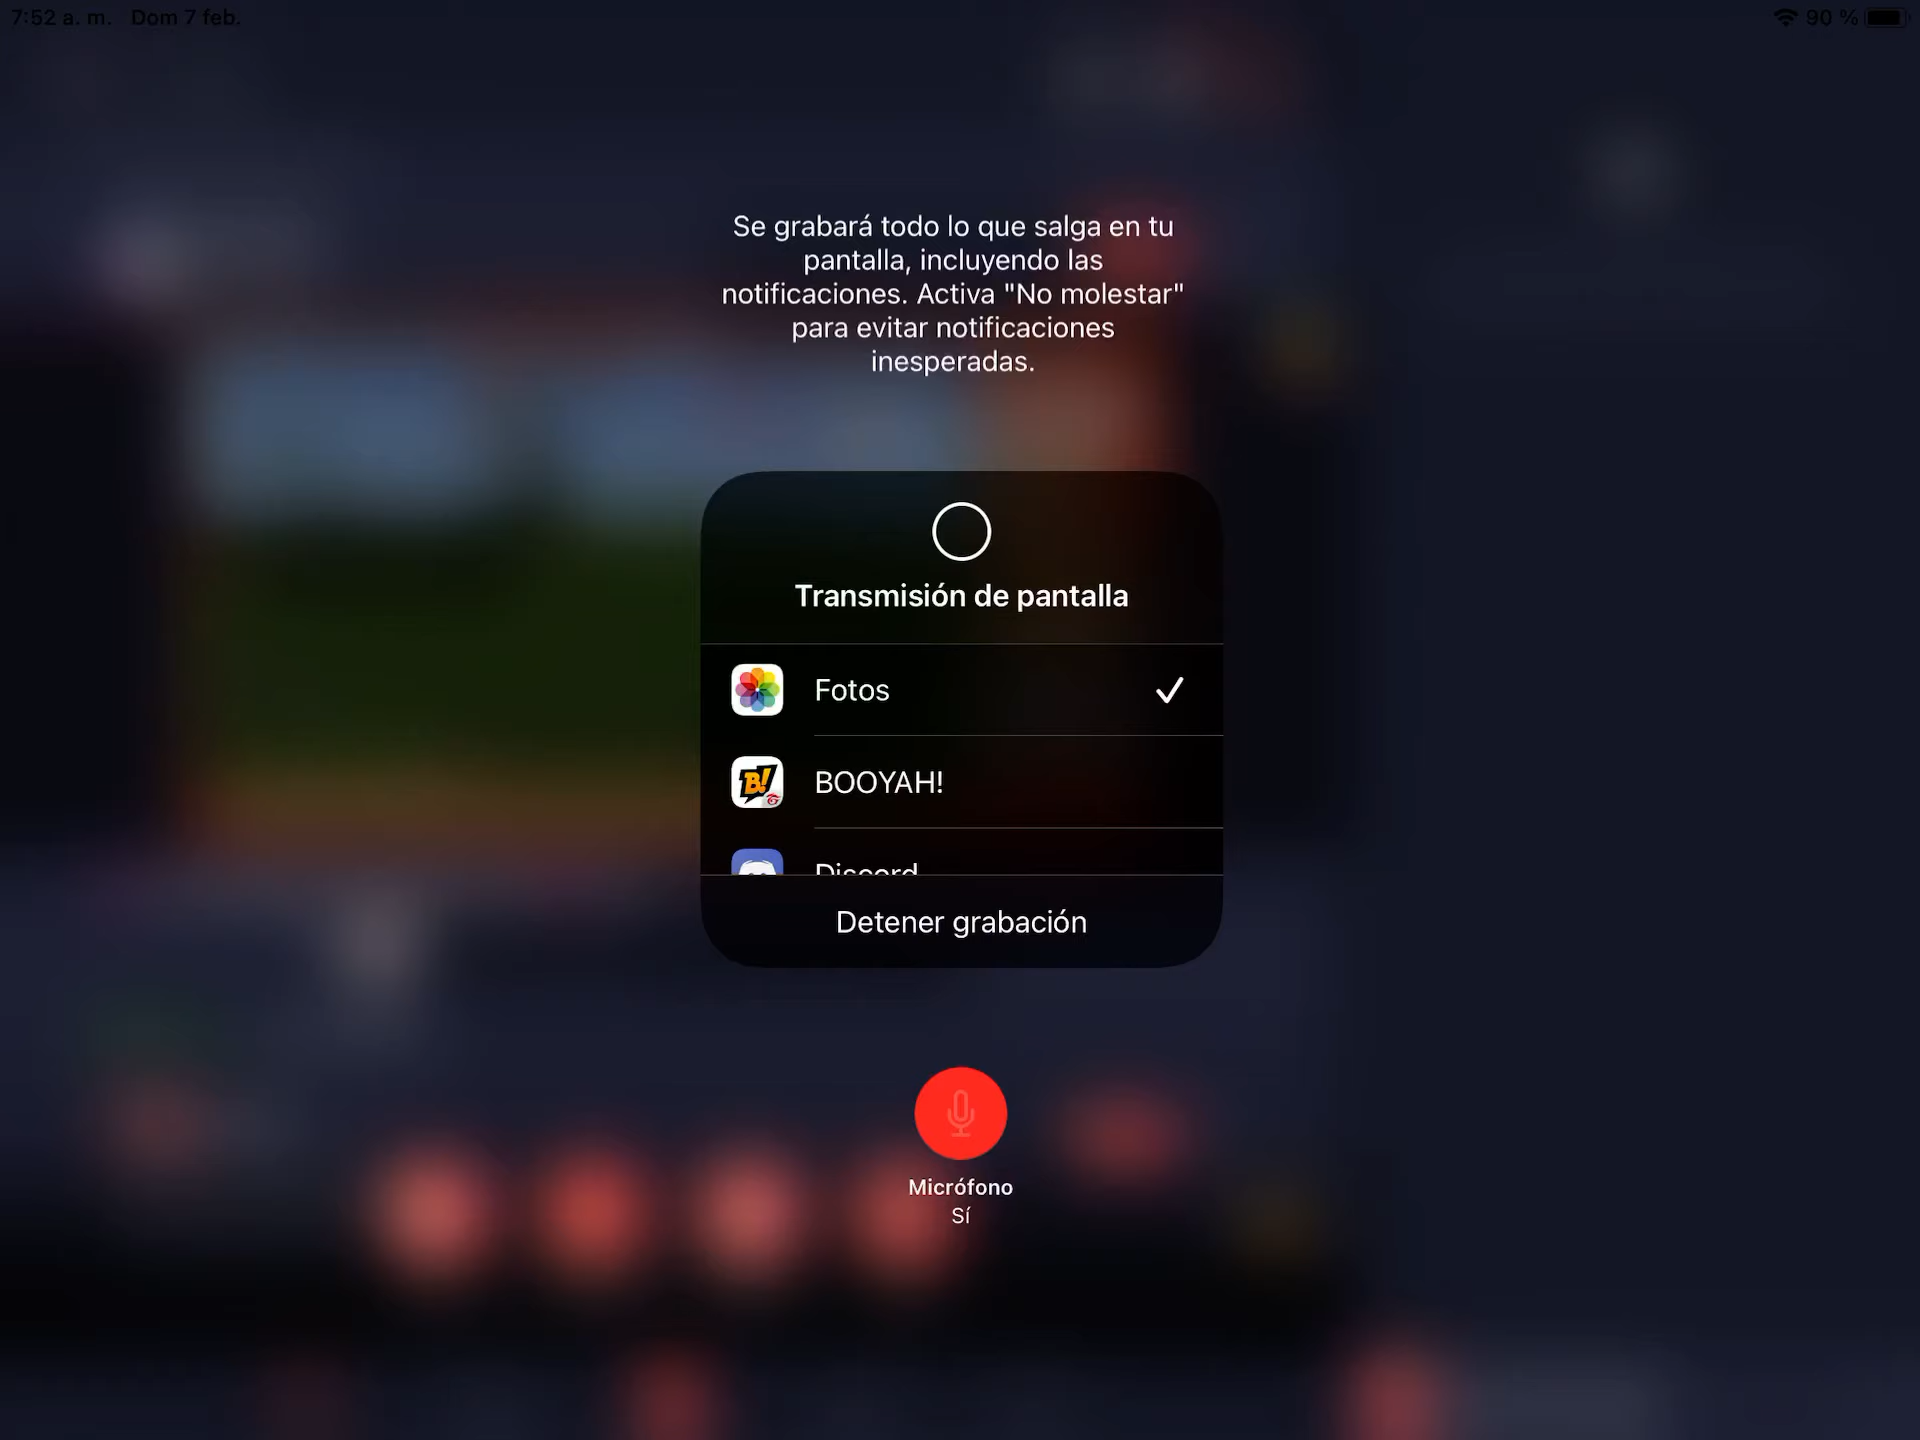 7:52 a. m. Dom 7 feb.
90 %
Se grabará todo lo que salga en tu
pantalla, incluyendo las
notificaciones. Activa "No molestar"
para evitar notificaciones
inesperadas.
Transmisión de pantalla
Fotos
B!
BOOYAH!
Discord
Detener grabación
Micrófono
Sí